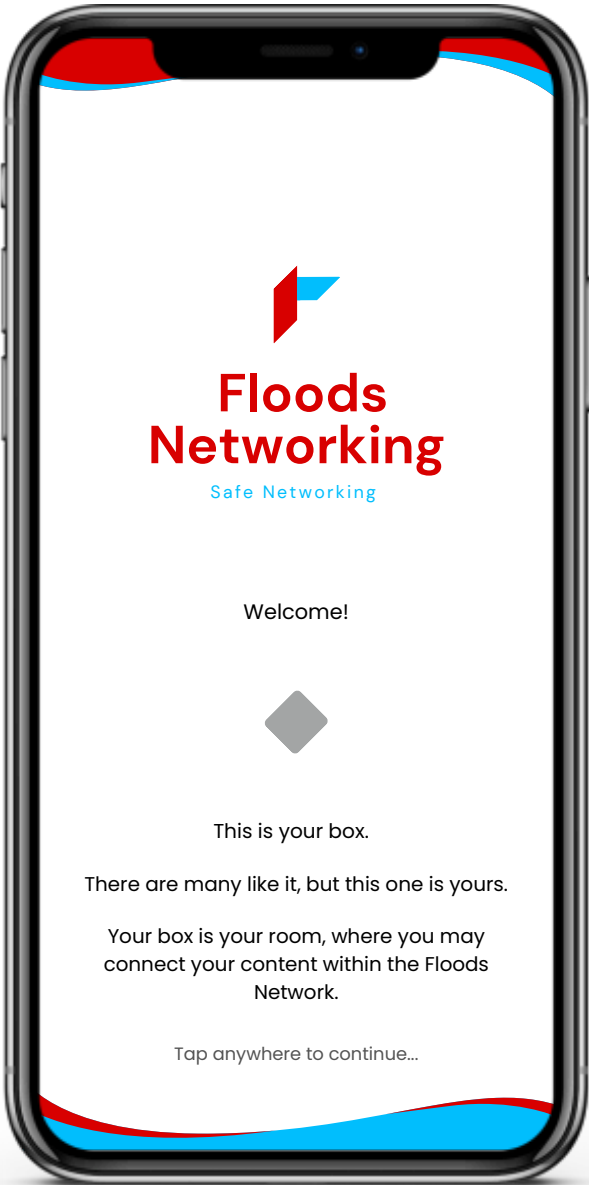 Floods
Networking
Safe Networking
Welcome!
This is your box.
There are many like it, but this one is yours.
Your box is your room, where you may
connect your content within the Floods
Network.
Tap anywhere to continue...